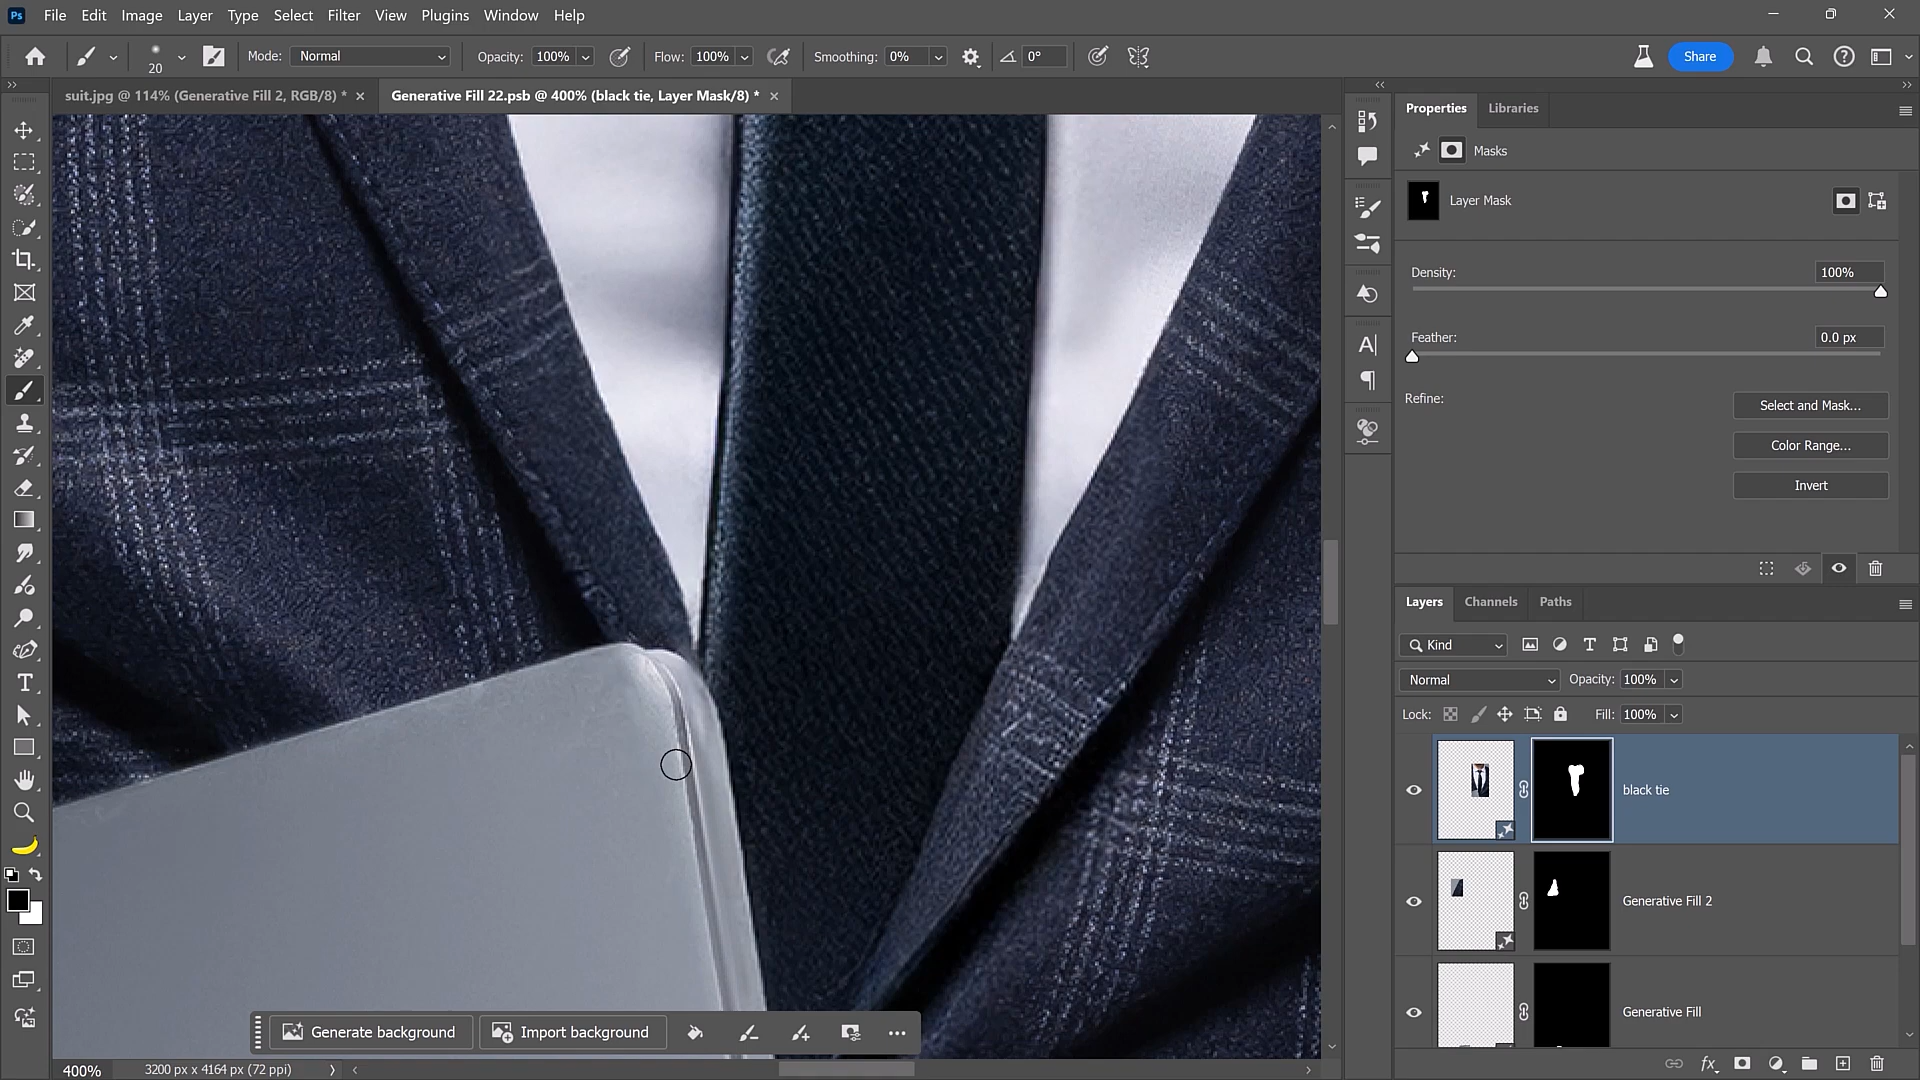 Ps File Edit Image Layer Type Select Filter View Plugins Window Help
20 Mode: Normal Opacity: 100% Flow: 100% Smoothing: 0% 0° Share
suit.jpg @ 114% (Generative Fill 2, RGB/8) * Generative Fill 22.psb @ 400% (black tie, Layer Mask/8) *
Properties Libraries
Masks
Layer Mask
Density: 100%
Feather: 0.0 px
Refine: Select and Mask...
Color Range...
Invert
Layers Channels Paths
Kind
Normal Opacity: 100%
Lock: Fill: 100%
black tie
Generative Fill 2
Generative Fill
Generate background Import background
400% 3200 px x 4164 px (72 ppi)